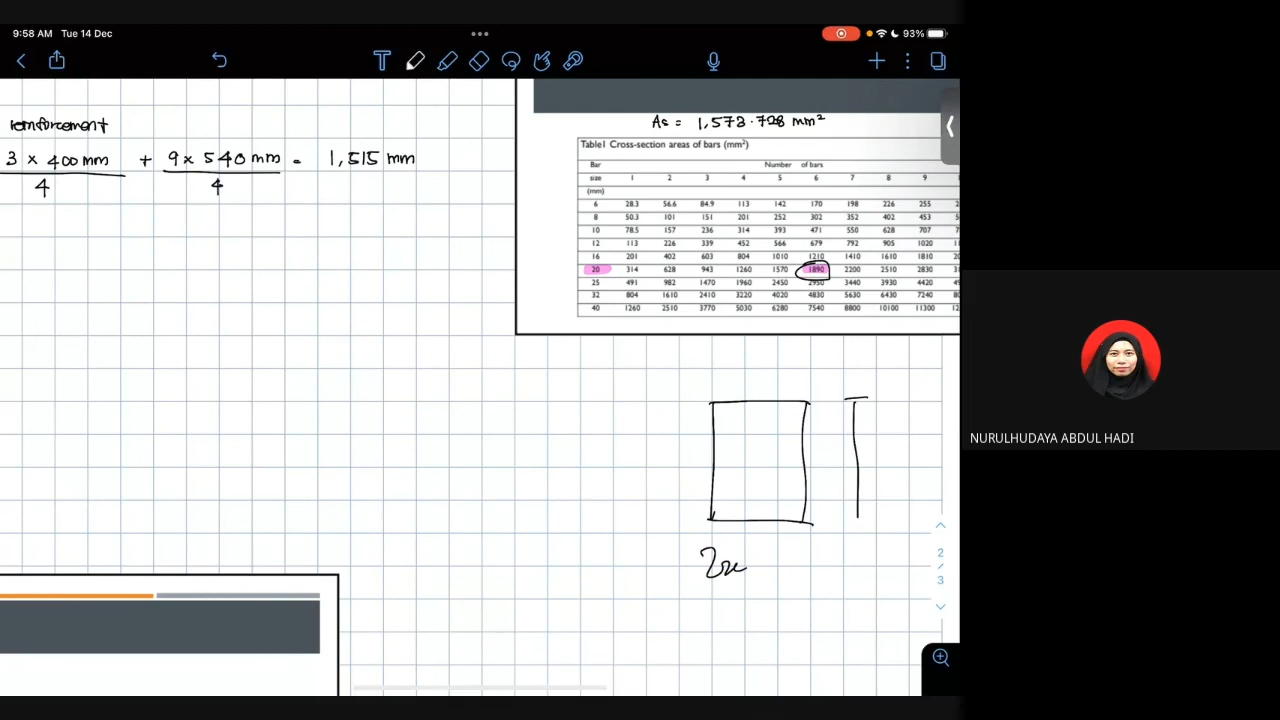 9:58 AM Tue 14 Dec
93%
reinforcement
3 x 400 mm + 9 x 540 mm = 1,515 mm
4 4
As = 1,573.728 mm²
Table1 Cross-section areas of bars (mm²)
Bar Number of bars
size 1 2 3 4 5 6 7 8 9
(mm)
6 28.3 56.6 84.9 113 142 170 198 226 255
8 50.3 101 151 201 252 302 352 402 453
10 78.5 157 236 314 393 471 550 628 707
12 113 226 339 452 566 679 792 905 1020
16 201 402 603 804 1010 1210 1410 1610 1810
20 314 628 943 1260 1570 1890 2200 2510 2830
25 491 982 1470 1960 2450 2950 3440 3930 4420
32 804 1610 2410 3220 4020 4830 5630 6430 7240
40 1260 2510 3770 5030 6280 7540 8800 10100 11300
2
/
3
NURULHUDAYA ABDUL HADI